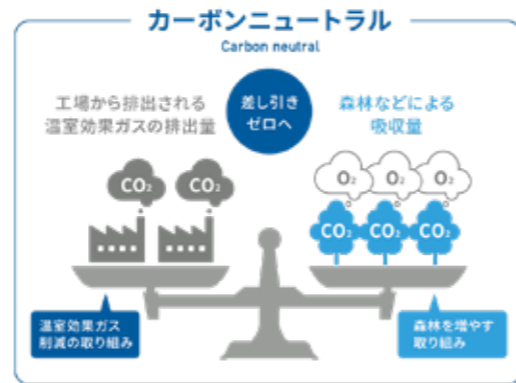 カーボンニュートラル
Carbon neutral
工場から排出される
温室効果ガスの排出量
差し引き
ゼロへ
森林などによる
吸収量
CO₂
CO₂
O₂
O₂
O₂
CO₂
CO₂
CO₂
温室効果ガス
削減の取り組み
森林を増やす
取り組み